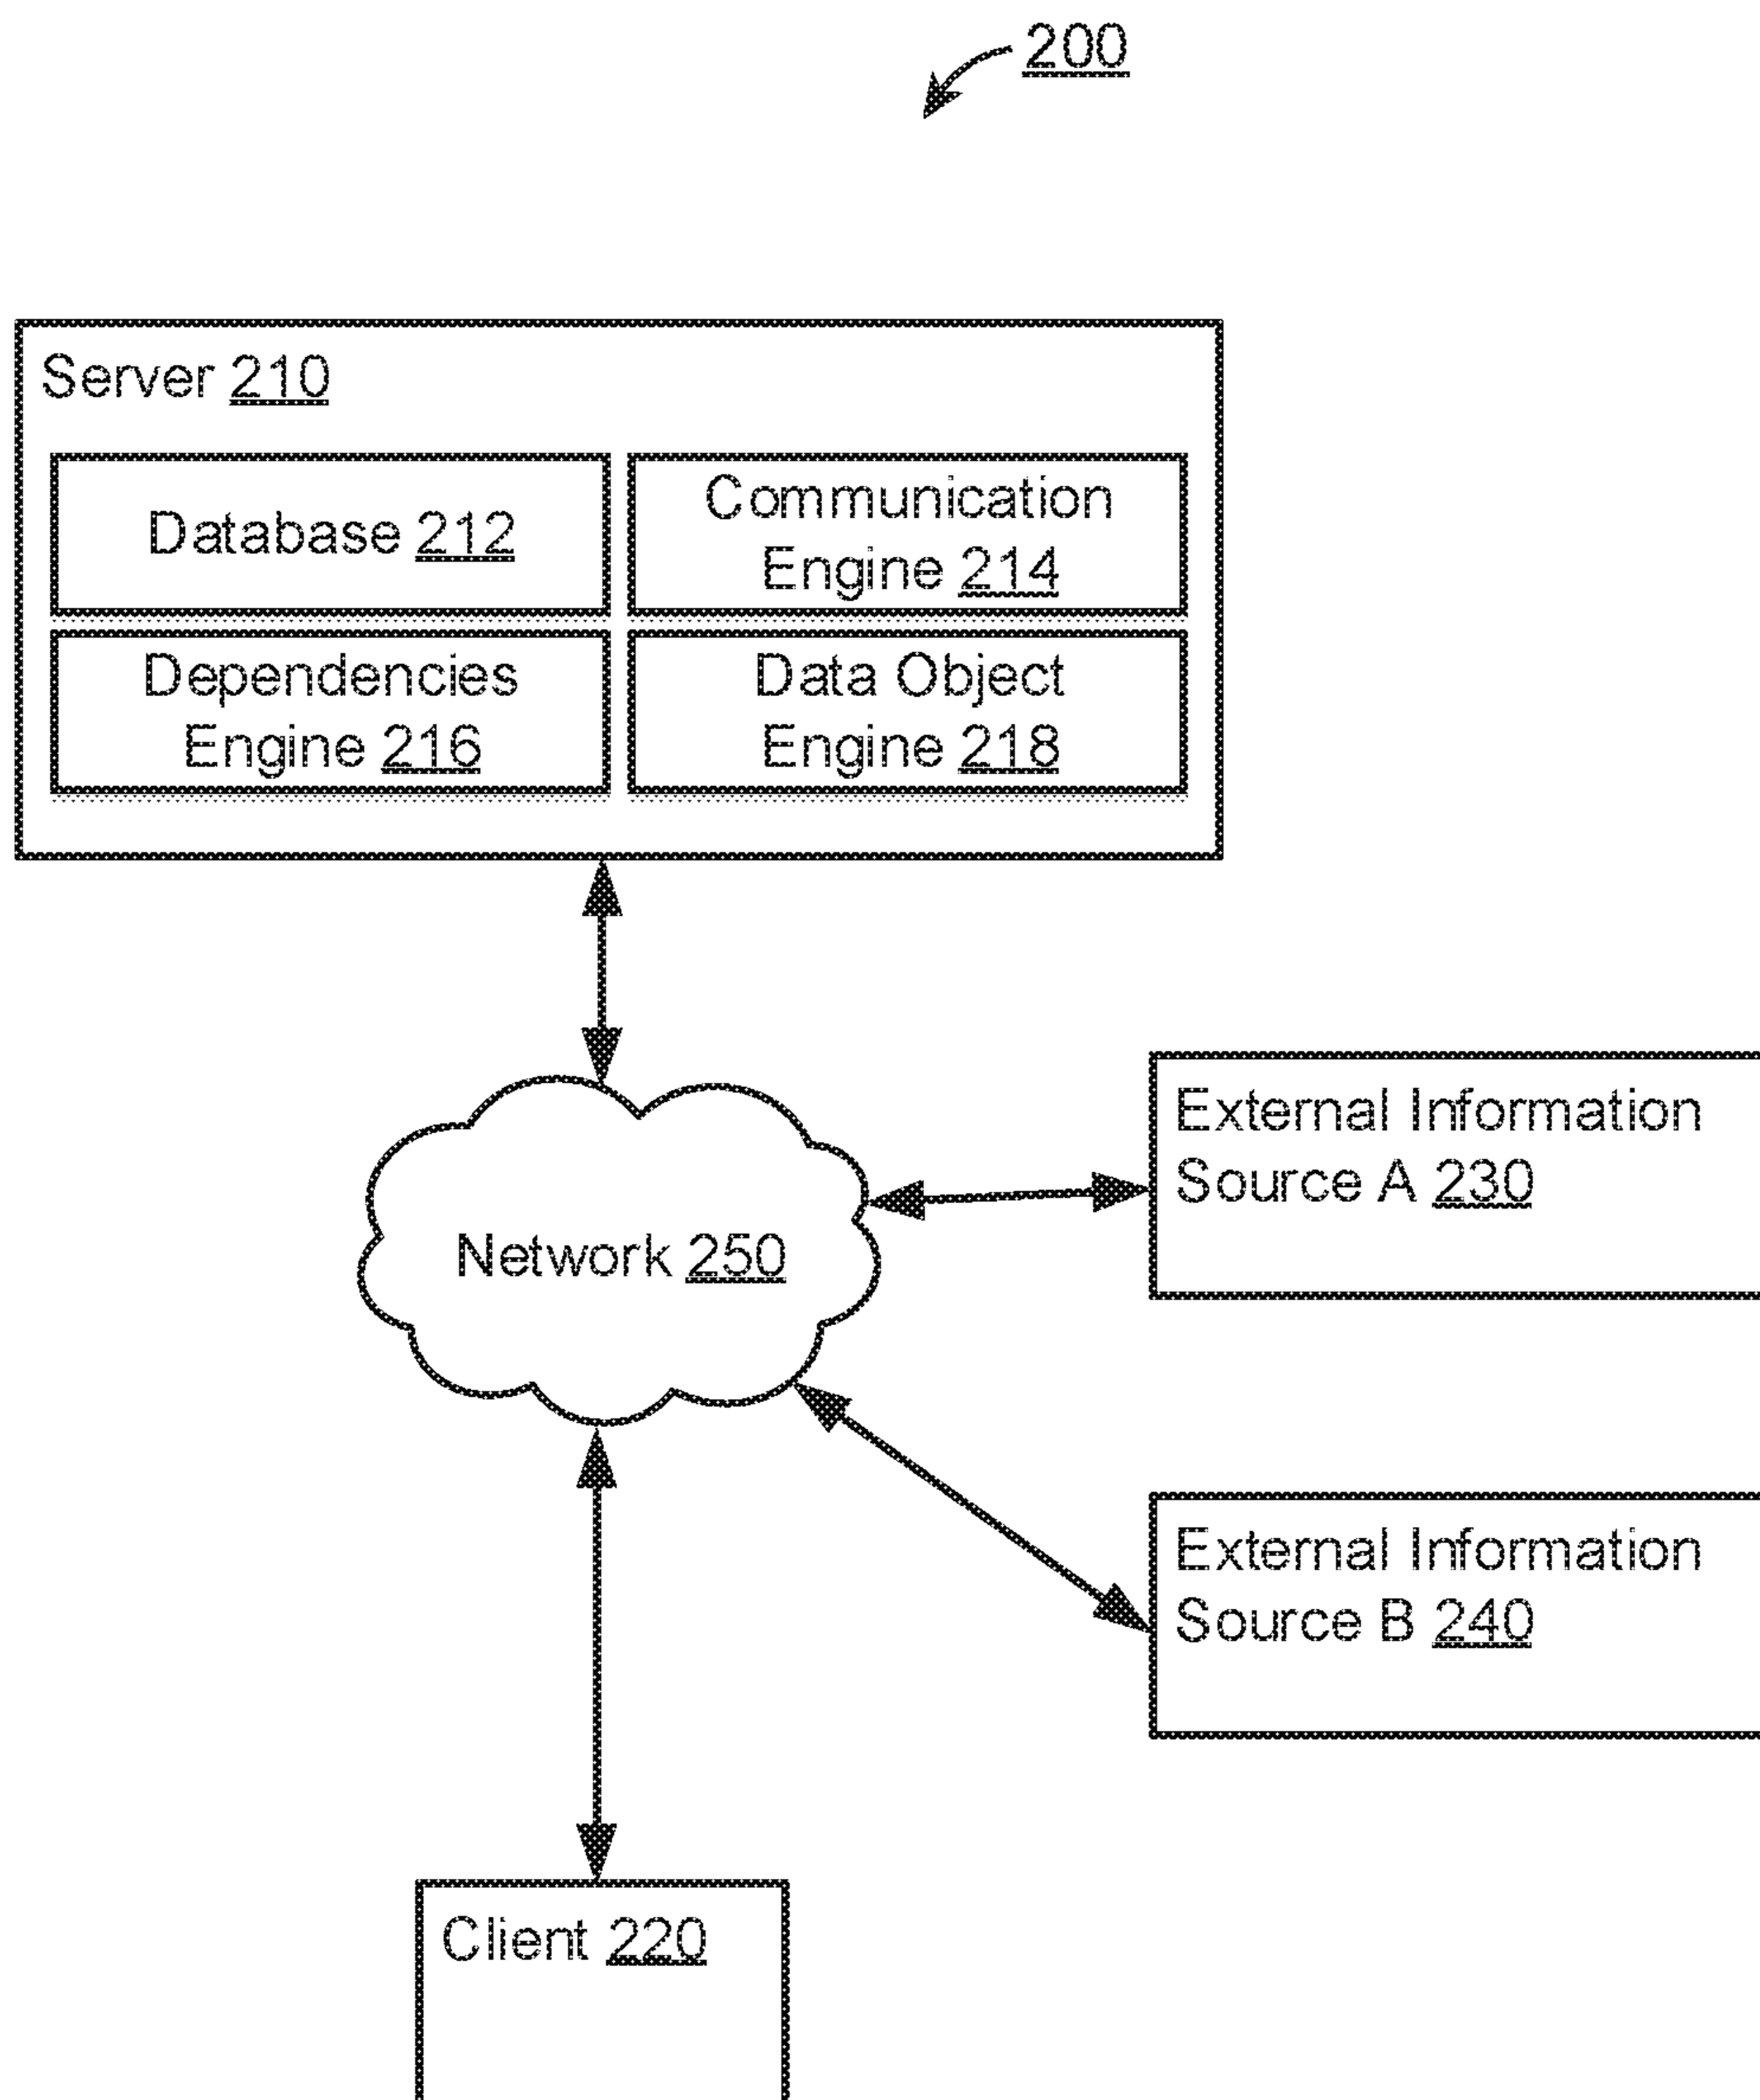 200
Server 210
Database 212
Communication
Engine 214
Dependencies
Engine 216
Data Object
Engine 218
Network 250
External Information
Source A 230
External Information
Source B 240
Client 220